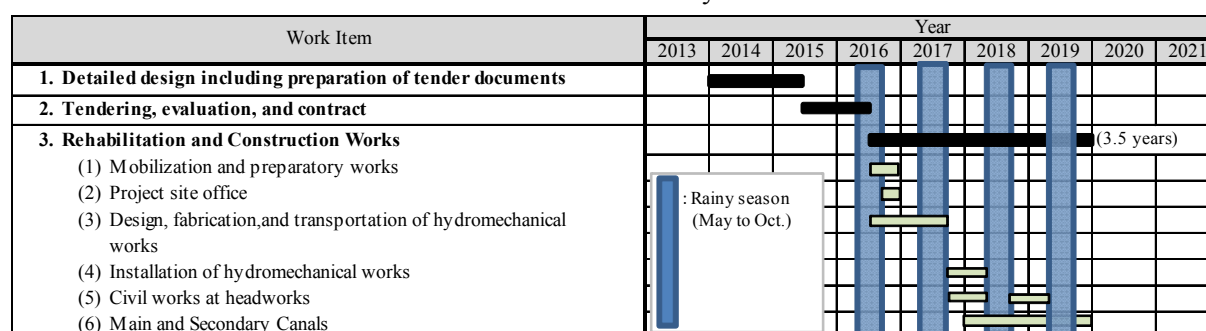 Work Item
Year
2013 2014 2015 2016 2017 2018 2019 2020 2021
1. Detailed design including preparation of tender documents
2. Tendering, evaluation, and contract
3. Rehabilitation and Construction Works
(3.5 years)
(1) Mobilization and preparatory works
(2) Project site office
: Rainy season
(3) Design, fabrication,and transportation of hydromechanical
(May to Oct.)
works
(4) Installation of hydromechanical works
(5) Civil works at headworks
(6) Main and Secondary Canals